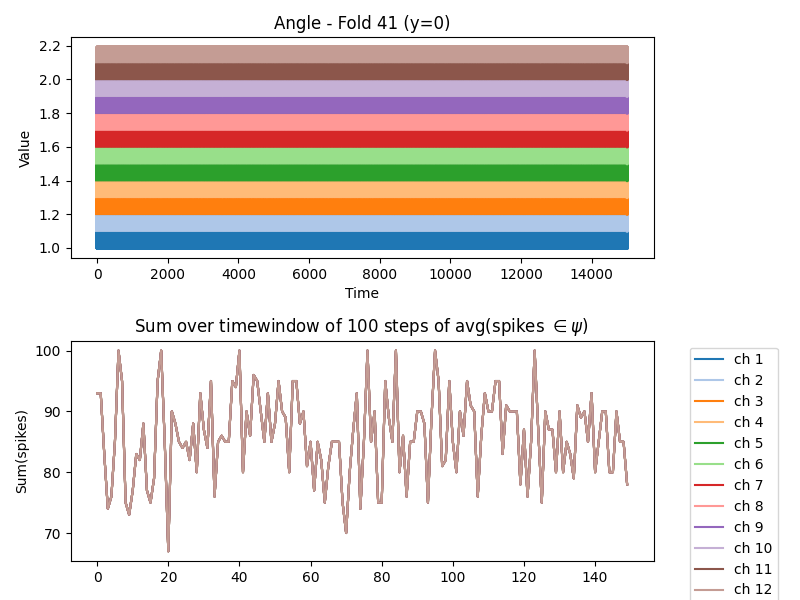 Angle - Fold 41 (y=0)
Value
2.2
2.0
1.8
1.6
1.4
1.2
1.0
0 2000 4000 6000 8000 10000 12000 14000
Time
Sum over timewindow of 100 steps of avg(spikes ∈ ψ)
Sum(spikes)
100
90
80
70
0 20 40 60 80 100 120 140
ch 1
ch 2
ch 3
ch 4
ch 5
ch 6
ch 7
ch 8
ch 9
ch 10
ch 11
ch 12